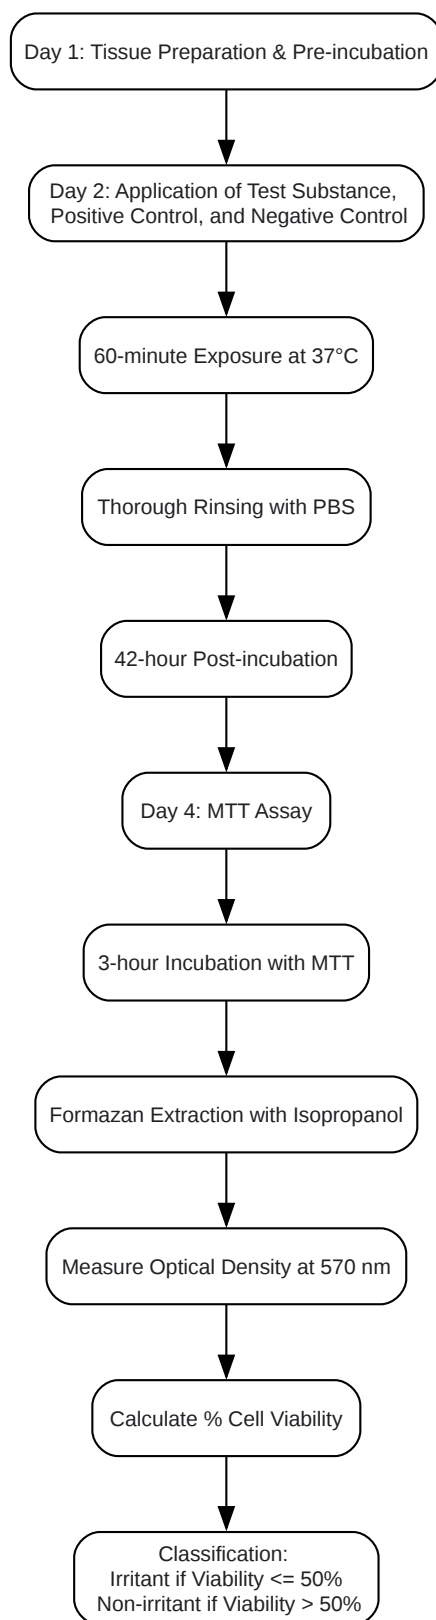 Day 1: Tissue Preparation & Pre-incubation
Day 2: Application of Test Substance,
Positive Control, and Negative Control
60-minute Exposure at 37°C
Thorough Rinsing with PBS
42-hour Post-incubation
Day 4: MTT Assay
3-hour Incubation with MTT
Formazan Extraction with Isopropanol
Measure Optical Density at 570 nm
Calculate % Cell Viability
Classification:
Irritant if Viability <= 50%
Non-irritant if Viability > 50%